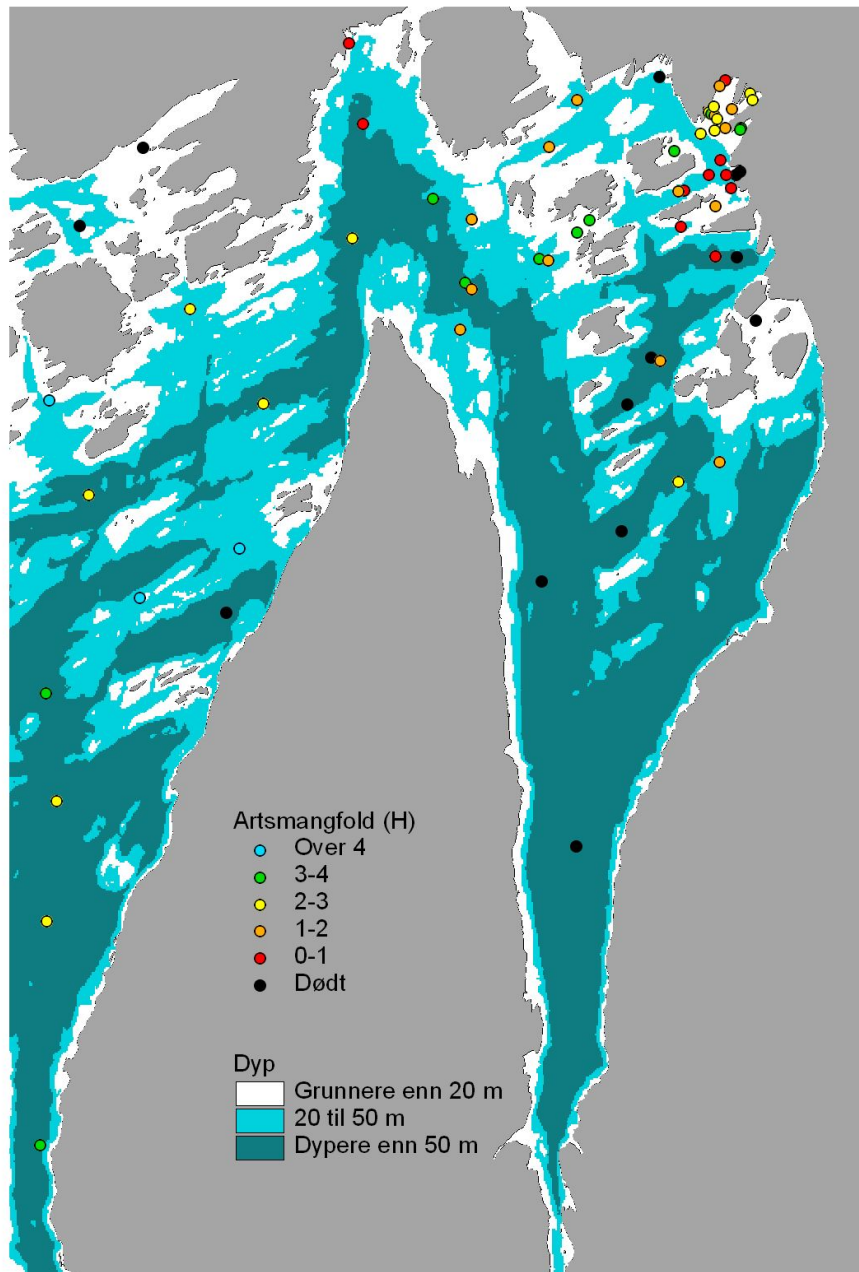 Artsmangfold (H)
Over 4
3-4
2-3
1-2
0-1
Dødt
Dyp
Grunnere enn 20 m
20 til 50 m
Dypere enn 50 m